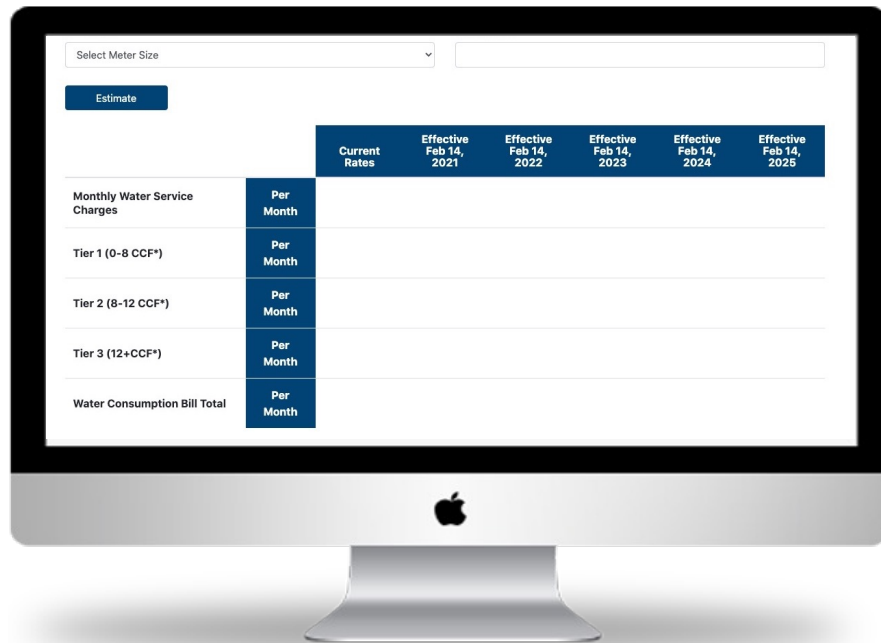 Select Meter Size
Estimate
Current
Rates
Effective
Feb 14,
2021
Effective
Feb 14,
2022
Effective
Feb 14,
2023
Effective
Feb 14,
2024
Effective
Feb 14,
2025
Monthly Water Service
Charges
Per
Month
Tier 1 (0-8 CCF*)
Per
Month
Tier 2 (8-12 CCF*)
Per
Month
Tier 3 (12+CCF*)
Per
Month
Water Consumption Bill Total
Per
Month